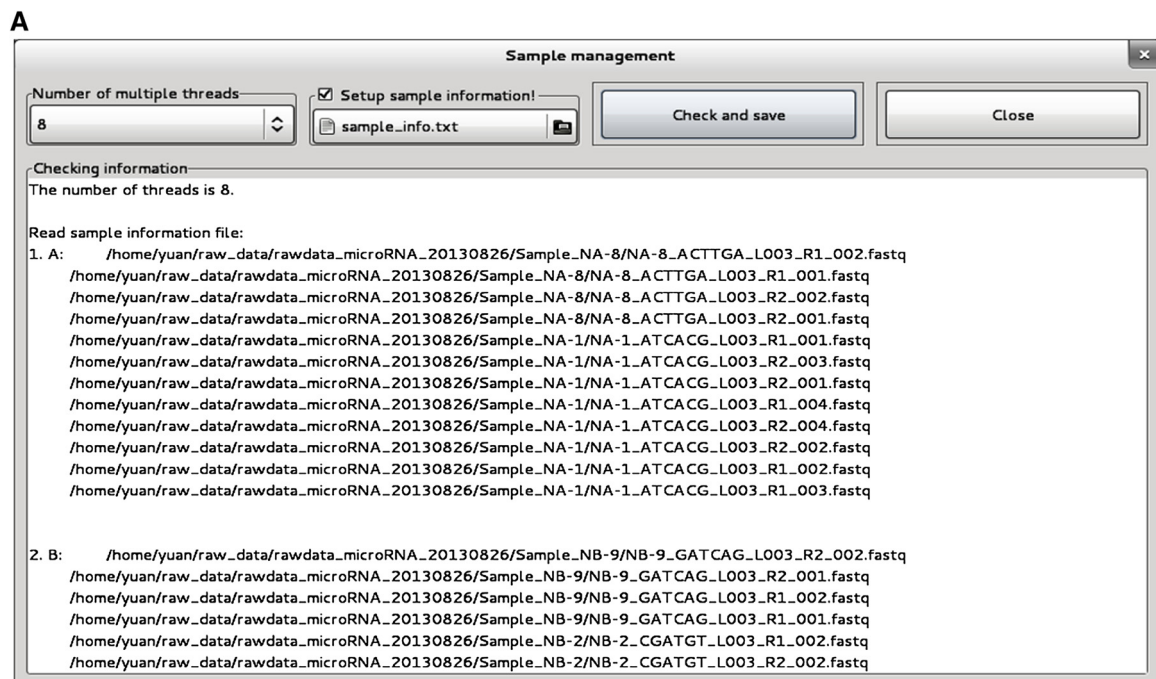 A
Sample management
Number of multiple threads
8
Setup sample information!
sample_info.txt
Check and save
Close
Checking information
The number of threads is 8.
Read sample information file:
1. A: /home/yuan/raw_data/rawdata_microRNA_20130826/Sample_NA-8/NA-8_ACTTGA_L003_R1_002.fastq
/home/yuan/raw_data/rawdata_microRNA_20130826/Sample_NA-8/NA-8_ACTTGA_L003_R1_001.fastq
/home/yuan/raw_data/rawdata_microRNA_20130826/Sample_NA-8/NA-8_ACTTGA_L003_R2_002.fastq
/home/yuan/raw_data/rawdata_microRNA_20130826/Sample_NA-8/NA-8_ACTTGA_L003_R2_001.fastq
/home/yuan/raw_data/rawdata_microRNA_20130826/Sample_NA-1/NA-1_ATCACG_L003_R1_001.fastq
/home/yuan/raw_data/rawdata_microRNA_20130826/Sample_NA-1/NA-1_ATCACG_L003_R2_003.fastq
/home/yuan/raw_data/rawdata_microRNA_20130826/Sample_NA-1/NA-1_ATCACG_L003_R2_001.fastq
/home/yuan/raw_data/rawdata_microRNA_20130826/Sample_NA-1/NA-1_ATCACG_L003_R1_004.fastq
/home/yuan/raw_data/rawdata_microRNA_20130826/Sample_NA-1/NA-1_ATCACG_L003_R2_004.fastq
/home/yuan/raw_data/rawdata_microRNA_20130826/Sample_NA-1/NA-1_ATCACG_L003_R2_002.fastq
/home/yuan/raw_data/rawdata_microRNA_20130826/Sample_NA-1/NA-1_ATCACG_L003_R1_002.fastq
/home/yuan/raw_data/rawdata_microRNA_20130826/Sample_NA-1/NA-1_ATCACG_L003_R1_003.fastq
2. B: /home/yuan/raw_data/rawdata_microRNA_20130826/Sample_NB-9/NB-9_GATCAG_L003_R2_002.fastq
/home/yuan/raw_data/rawdata_microRNA_20130826/Sample_NB-9/NB-9_GATCAG_L003_R2_001.fastq
/home/yuan/raw_data/rawdata_microRNA_20130826/Sample_NB-9/NB-9_GATCAG_L003_R1_002.fastq
/home/yuan/raw_data/rawdata_microRNA_20130826/Sample_NB-9/NB-9_GATCAG_L003_R1_001.fastq
/home/yuan/raw_data/rawdata_microRNA_20130826/Sample_NB-2/NB-2_CGATGT_L003_R1_002.fastq
/home/yuan/raw_data/rawdata_microRNA_20130826/Sample_NB-2/NB-2_CGATGT_L003_R2_002.fastq